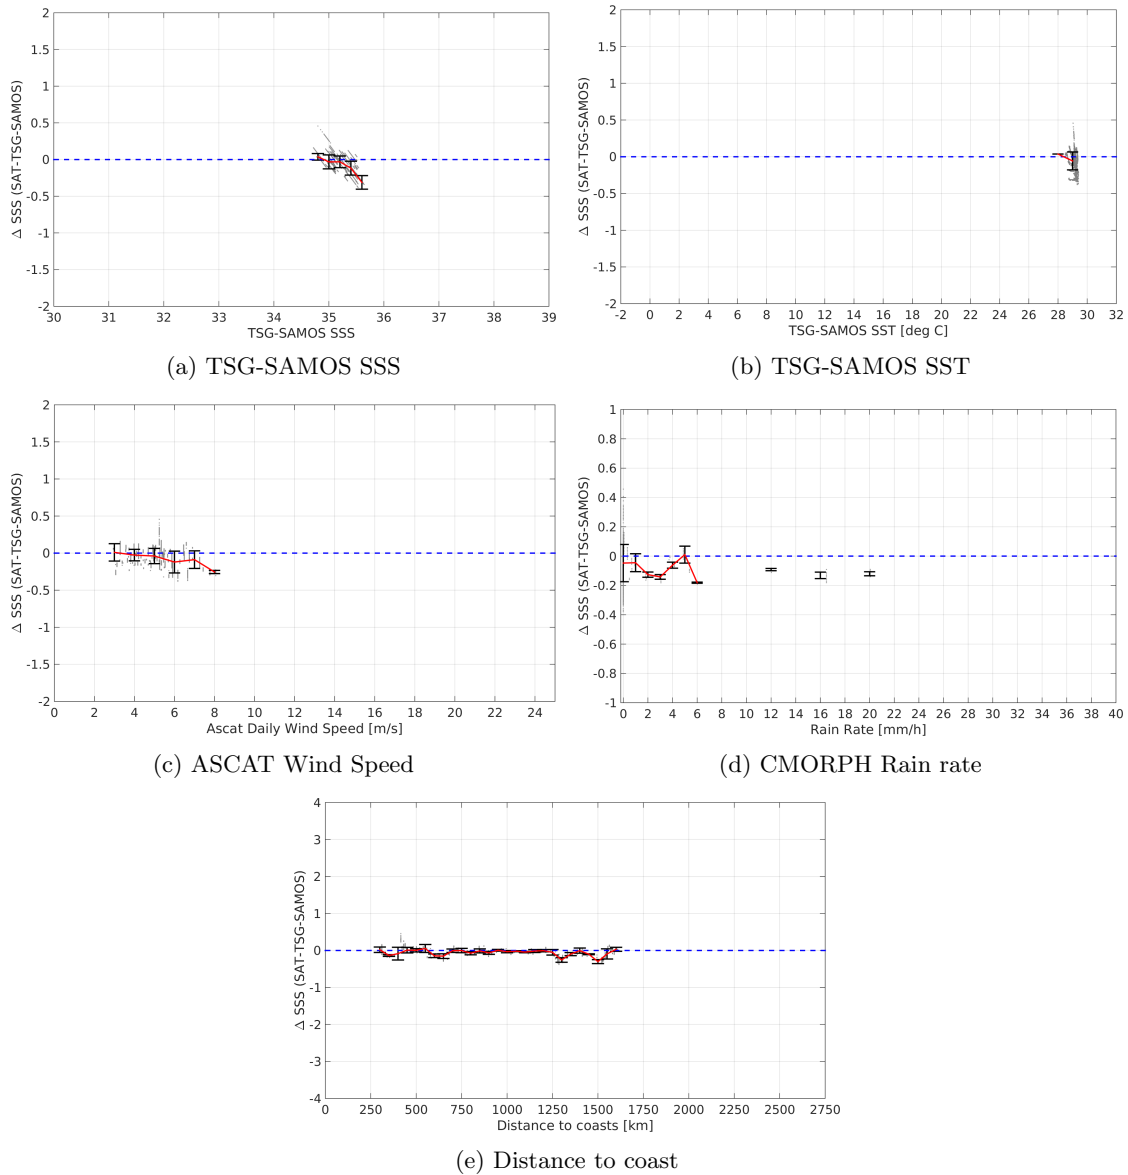 2
1.5
1
0.5
0
-0.5
-1
-1.5
-2
Δ SSS (SAT-TSG-SAMOS)
30 31 32 33 34 35 36 37 38 39
TSG-SAMOS SSS
(a) TSG-SAMOS SSS
2
1.5
1
0.5
0
-0.5
-1
-1.5
-2
Δ SSS (SAT-TSG-SAMOS)
-2 0 2 4 6 8 10 12 14 16 18 20 22 24 26 28 30 32
TSG-SAMOS SST [deg C]
(b) TSG-SAMOS SST
2
1.5
1
0.5
0
-0.5
-1
-1.5
-2
Δ SSS (SAT-TSG-SAMOS)
0 2 4 6 8 10 12 14 16 18 20 22 24
Ascat Daily Wind Speed [m/s]
(c) ASCAT Wind Speed
1
0.8
0.6
0.4
0.2
0
-0.2
-0.4
-0.6
-0.8
-1
Δ SSS (SAT-TSG-SAMOS)
0 2 4 6 8 10 12 14 16 18 20 22 24 26 28 30 32 34 36 38 40
Rain Rate [mm/h]
(d) CMORPH Rain rate
4
3
2
1
0
-1
-2
-3
-4
Δ SSS (SAT-TSG-SAMOS)
0 250 500 750 1000 1250 1500 1750 2000 2250 2500 2750
Distance to coasts [km]
(e) Distance to coast